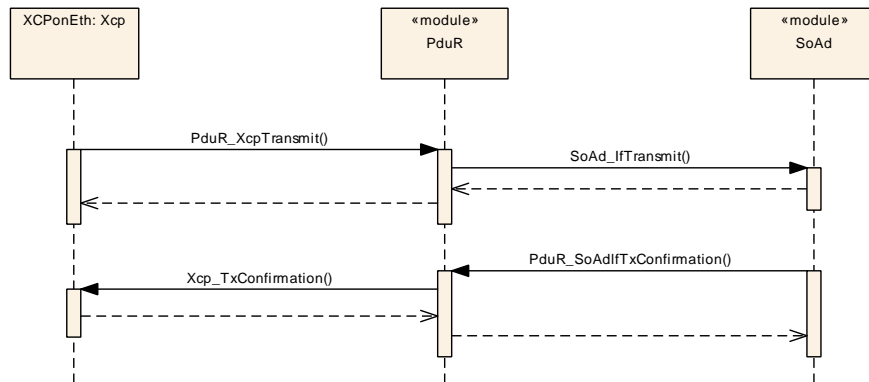 XCPonEth: Xcp
«module»
PduR
«module»
SoAd
PduR_XcpTransmit()
SoAd_IfTransmit()
PduR_SoAdIfTxConfirmation()
Xcp_TxConfirmation()